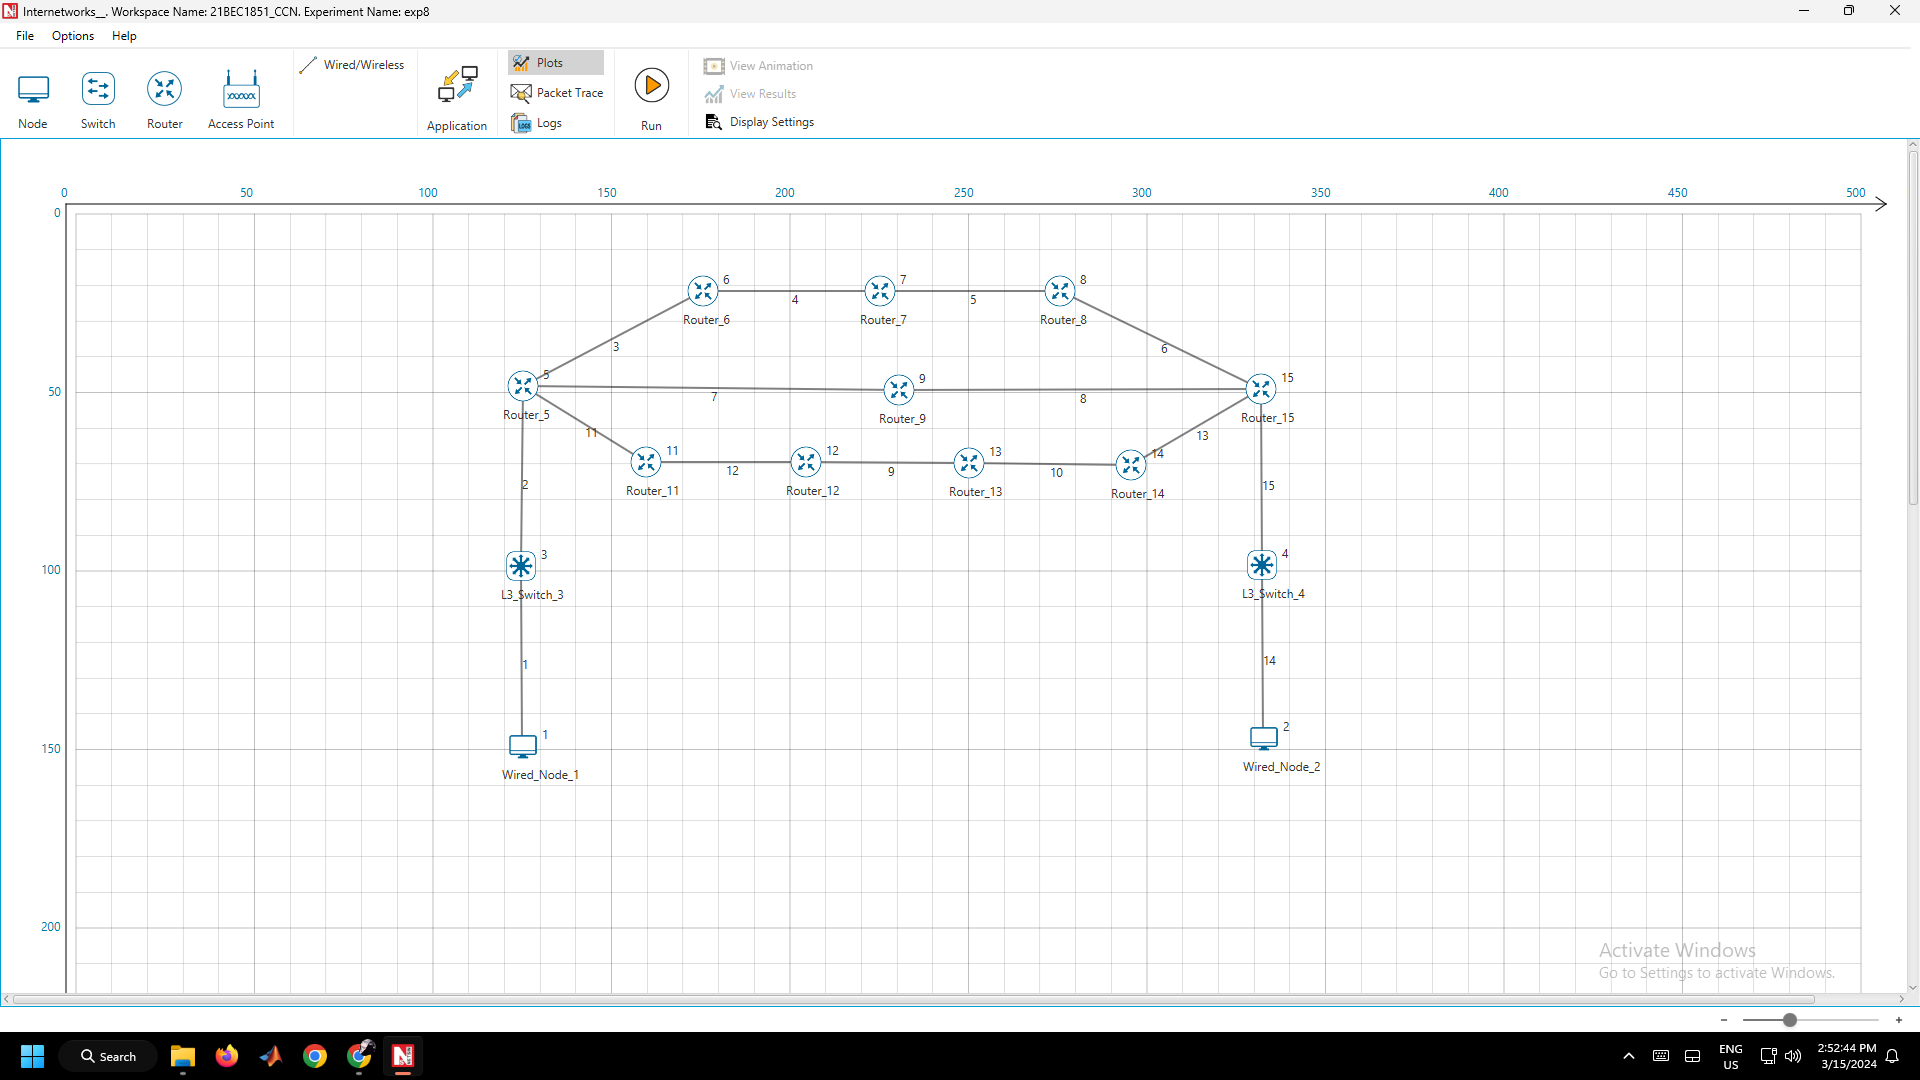 Internetworks__. Workspace Name: 21BEC1851_CCN. Experiment Name: exp8
File Options Help
Node
Switch
Router
Access Point
Wired/Wireless
Application
Plots
Packet Trace
Logs
Run
View Animation
View Results
Display Settings
0 50 100 150 200 250 300 350 400 450 500
0
6 7 8
4 5
Router_6 Router_7 Router_8
3 6
5 9 15
50
7 8
Router_5 Router_9 Router_15
11 13
11 12 13 14
12 9 10
Router_11 Router_12 Router_13 Router_14
2 15
3 4
100
L3_Switch_3 L3_Switch_4
1 14
1 2
150
Wired_Node_1 Wired_Node_2
200
Activate Windows
Go to Settings to activate Windows.
- +
Search
LOGS
ENG
US
2:52:44 PM
3/15/2024